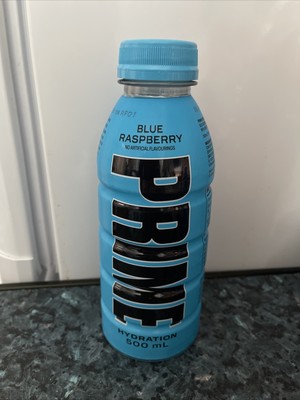 BLUE
RASPBERRY
NO ARTIFICIAL FLAVOURINGS
PRIME
HYDRATION
500 mL